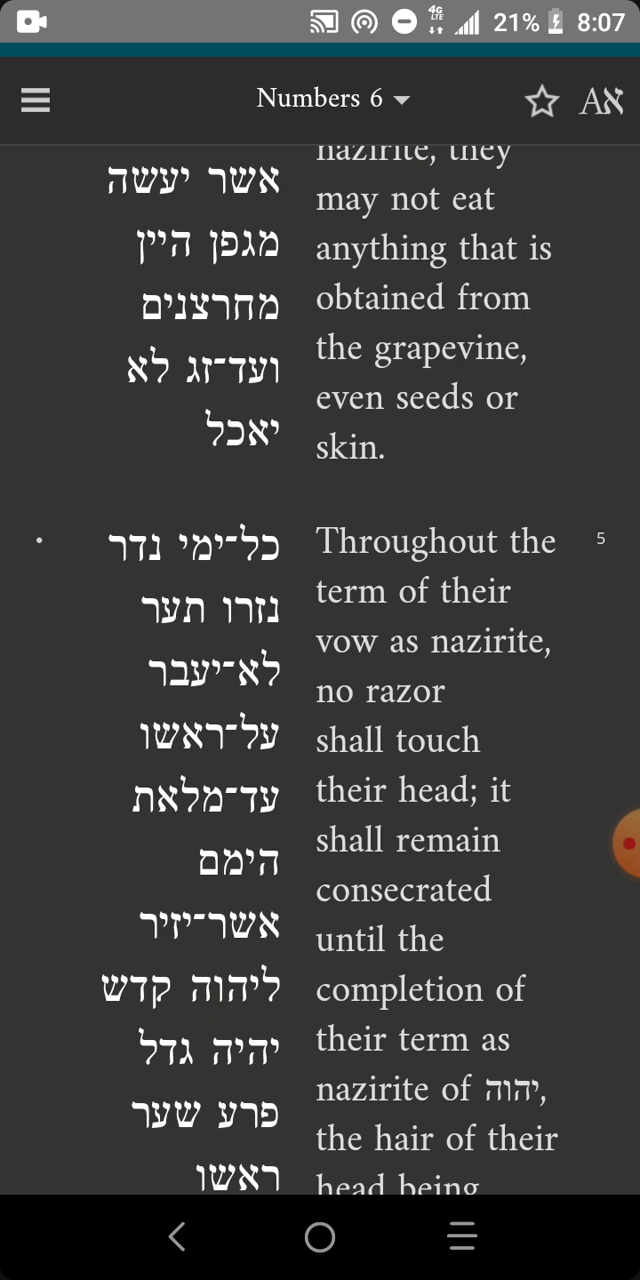 4G
LTE
21%
8:07
Numbers 6
Aא
אשר יעשה
מגפן היין
מחרצנים
ועד־זג לא
יאכל
nazirite, they
may not eat
anything that is
obtained from
the grapevine,
even seeds or
skin.
כל־ימי נדר
נזרו תער
לא־יעבר
על־ראשו
עד־מלאת
הימם
אשר־יזיר
ליהוה קדש
יהיה גדל
פרע שער
ראשו
Throughout the
term of their
vow as nazirite,
no razor
shall touch
their head; it
shall remain
consecrated
until the
completion of
their term as
nazirite of יהוה,
the hair of their
head being
5